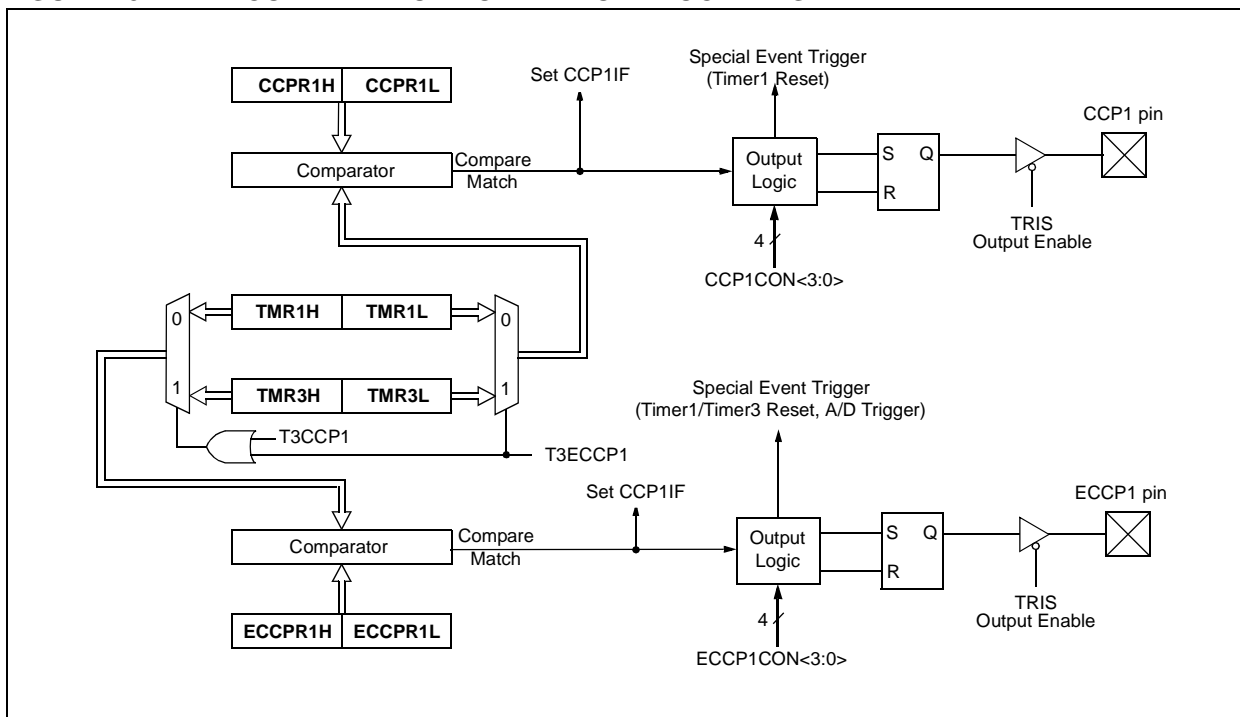 Special Event Trigger
(Timer1 Reset)
Set CCP1IF
CCPR1H CCPR1L
CCP1 pin
Comparator
Compare
Match
Output
Logic
S Q
R
TRIS
Output Enable
4
CCP1CON<3:0>
0
TMR1H TMR1L
0
1
TMR3H TMR3L
1
T3CCP1
T3ECCP1
Special Event Trigger
(Timer1/Timer3 Reset, A/D Trigger)
Set CCP1IF
ECCP1 pin
Comparator
Compare
Match
Output
Logic
S Q
R
TRIS
Output Enable
ECCPR1H ECCPR1L
4
ECCP1CON<3:0>